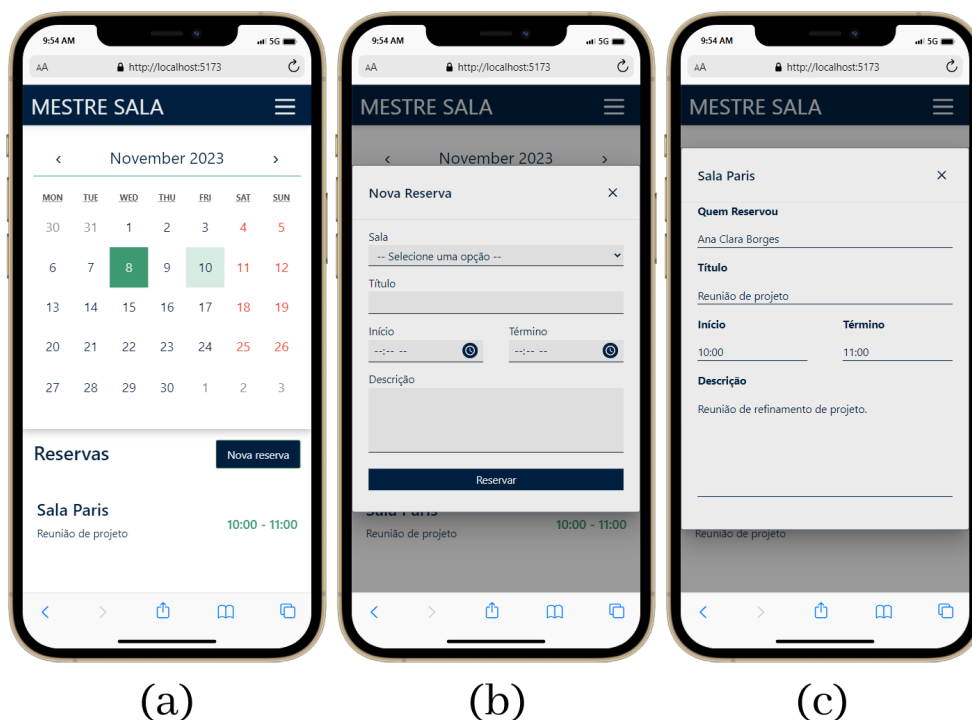 9:54 AM
5G
AA
http://localhost:5173
MESTRE SALA
‹ November 2023 ›
MON TUE WED THU FRI SAT SUN
30 31 1 2 3 4 5
6 7 8 9 10 11 12
13 14 15 16 17 18 19
20 21 22 23 24 25 26
27 28 29 30 1 2 3
Reservas
Nova reserva
Sala Paris
Reunião de projeto
10:00 - 11:00
(a)
9:54 AM
5G
AA
http://localhost:5173
MESTRE SALA
‹ November 2023 ›
Nova Reserva
Sala
-- Selecione uma opção --
Título
Início Término
--:-- -- --:-- --
Descrição
Reservar
Sala Paris
Reunião de projeto
10:00 - 11:00
(b)
9:54 AM
5G
AA
http://localhost:5173
MESTRE SALA
Sala Paris
Quem Reservou
Ana Clara Borges
Título
Reunião de projeto
Início Término
10:00 11:00
Descrição
Reunião de refinamento de projeto.
Reunião de projeto
(c)